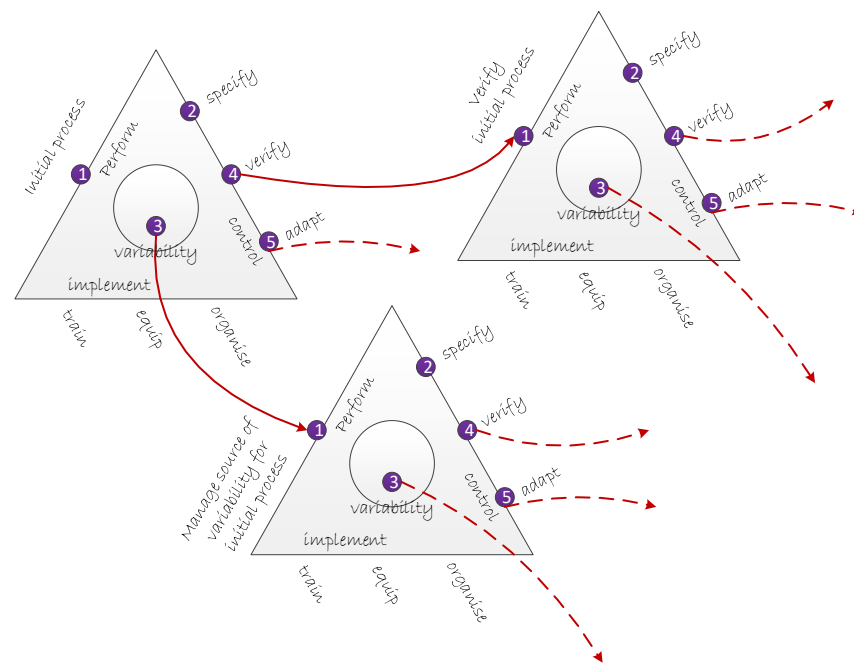 Initial process
1
Perform
2
specify
4
verify
3
variability
control
5
adapt
implement
train
equip
organise
Verify
initial process
1
Perform
2
specify
4
verify
3
variability
control
5
adapt
implement
train
equip
organise
Manage source of
variability for
initial process
1
Perform
2
specify
4
verify
3
variability
control
5
adapt
implement
train
equip
organise